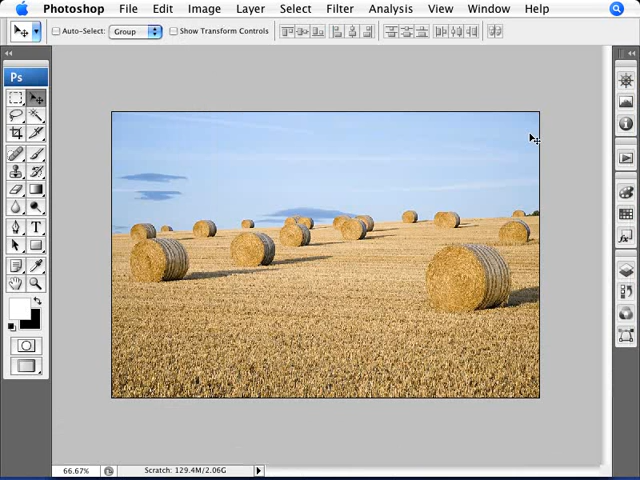 Photoshop File Edit Image Layer Select Filter Analysis View Window Help
Auto-Select: Group Show Transform Controls
Ps
T
66.67% Scratch: 129.4M/2.06G